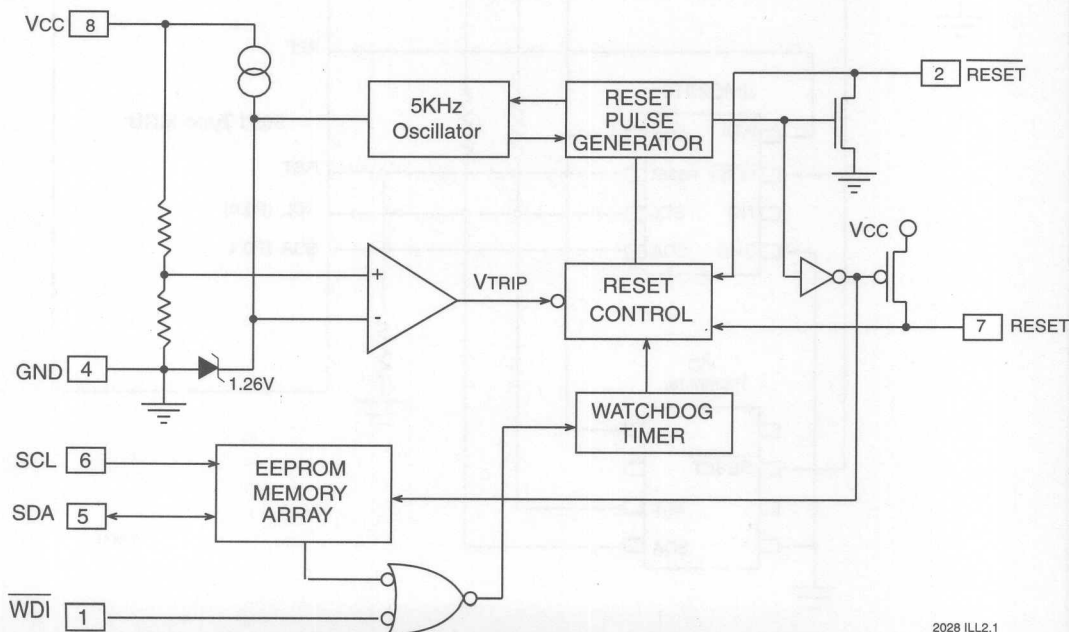 VCC 8
2 RESET
5KHz
Oscillator
RESET
PULSE
GENERATOR
VCC
+
-
VTRIP
RESET
CONTROL
7 RESET
GND 4
1.26V
WATCHDOG
TIMER
SCL 6
EEPROM
MEMORY
ARRAY
SDA 5
WDI 1
2028 ILL2.1